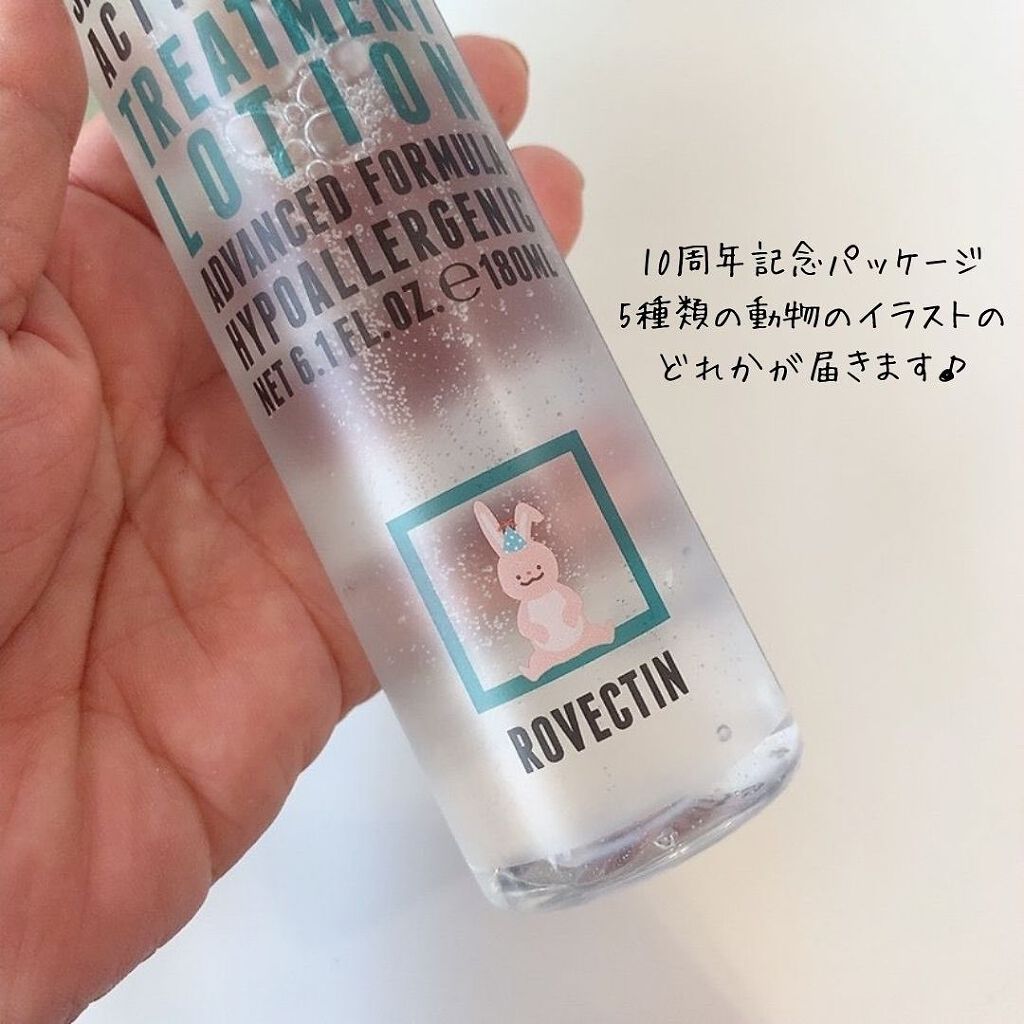 TREATMENT
LOTION
ADVANCED FORMULA
HYPOALLERGENIC
NET 6.1 FL.OZ. ℮180ML
ROVECTIN
10周年記念パッケージ
5種類の動物のイラストの
どれかが届きます♪